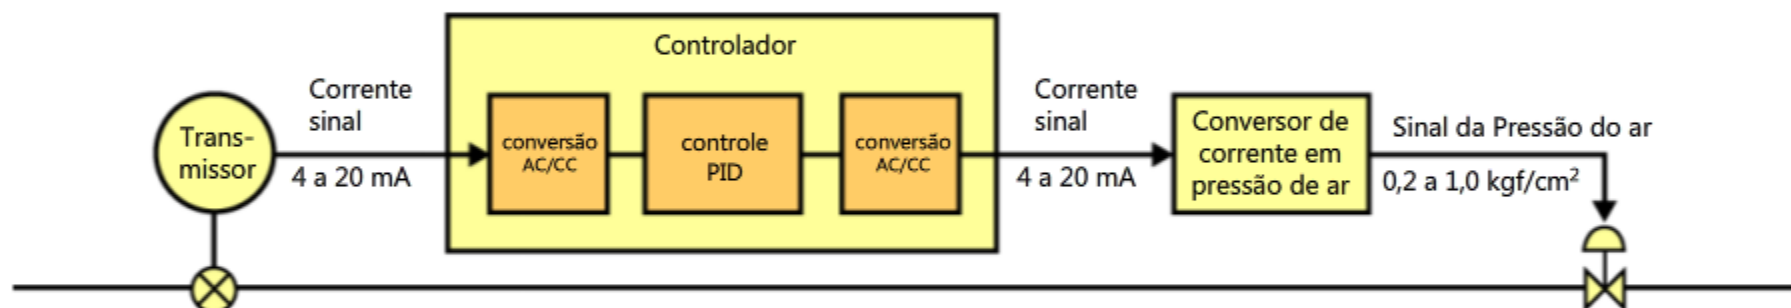 Controlador
Trans-
missor
Corrente
sinal
4 a 20 mA
conversão
AC/CC
controle
PID
conversão
AC/CC
Corrente
sinal
4 a 20 mA
Conversor de
corrente em
pressão de ar
Sinal da Pressão do ar
0,2 a 1,0 kgf/cm²